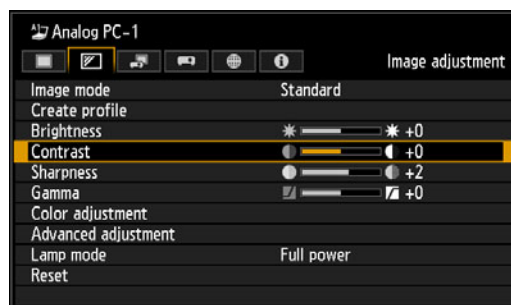 Analog PC-1
Image adjustment
Image mode Standard
Create profile
Brightness +0
Contrast +0
Sharpness +2
Gamma +0
Color adjustment
Advanced adjustment
Lamp mode Full power
Reset